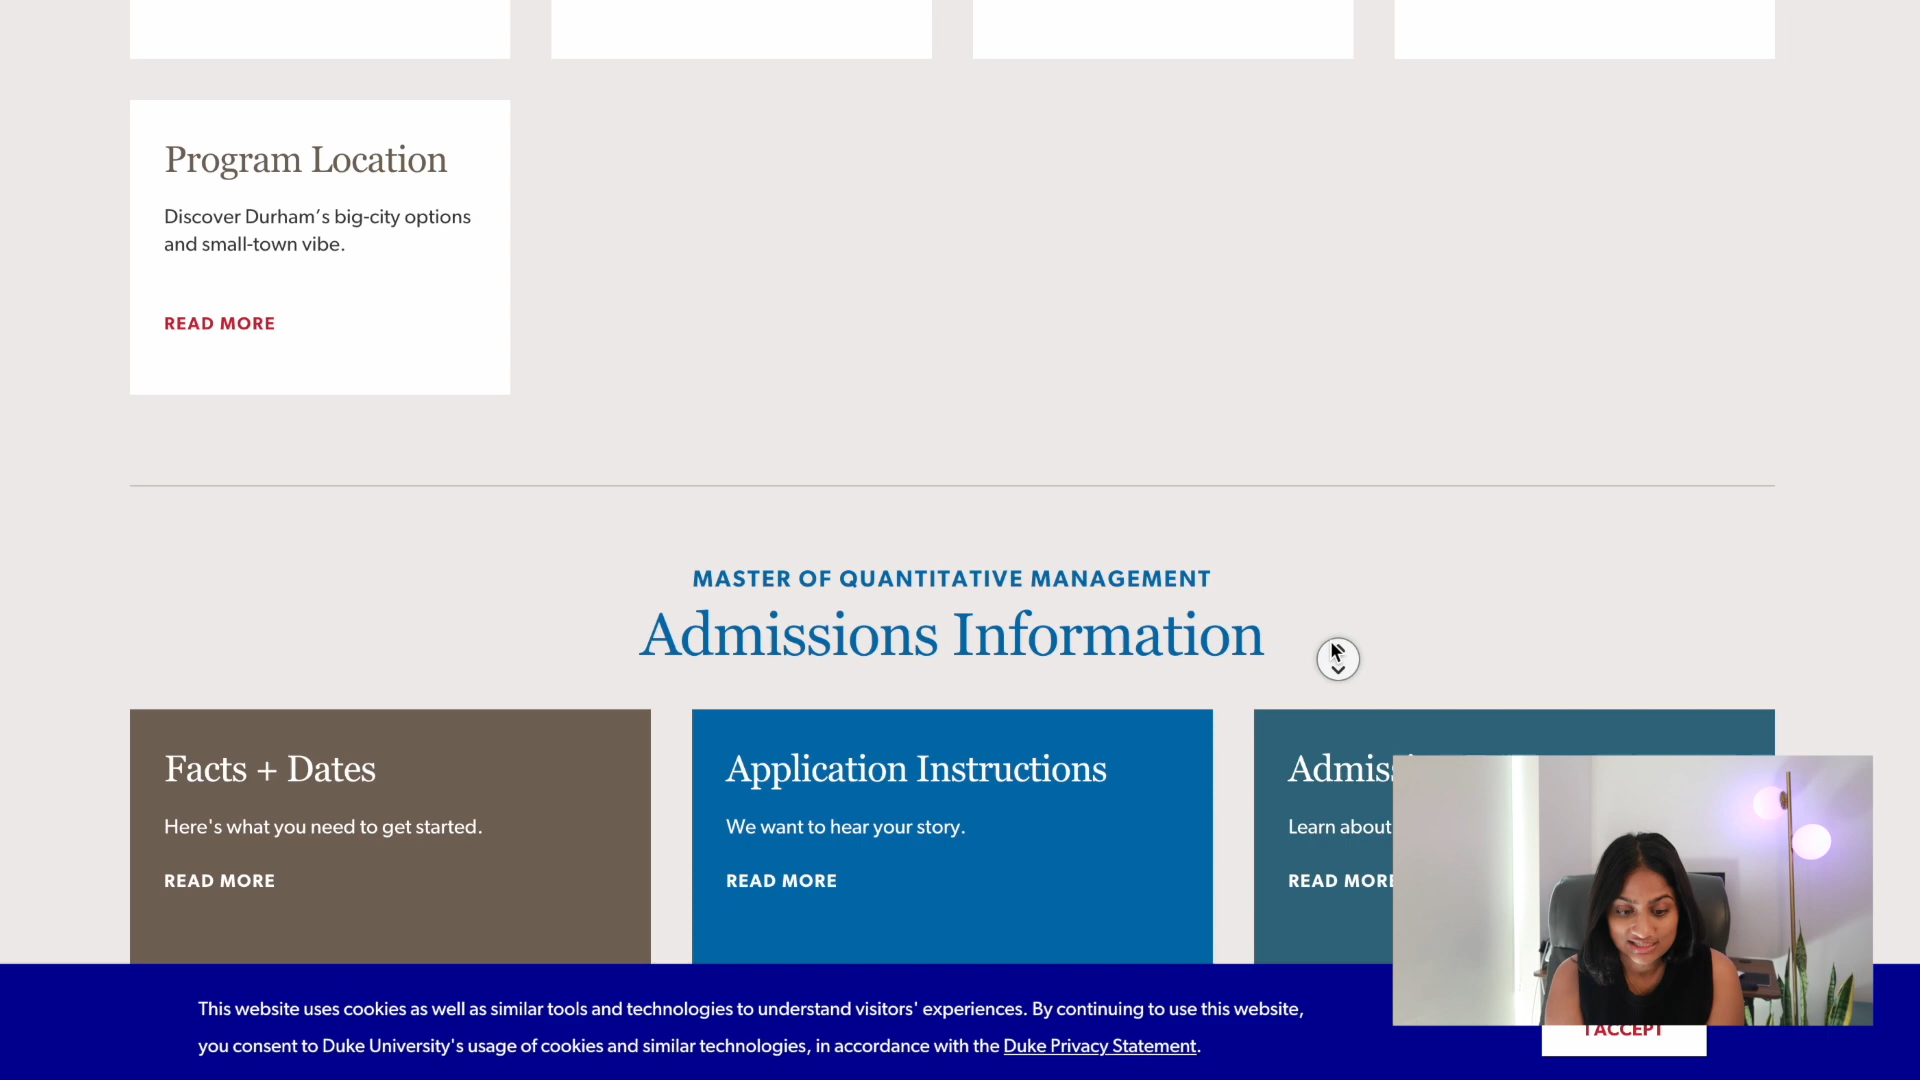 Program Location
Discover Durham's big-city options
and small-town vibe.
READ MORE
MASTER OF QUANTITATIVE MANAGEMENT
Admissions Information
Facts + Dates
Here's what you need to get started.
READ MORE
Application Instructions
We want to hear your story.
READ MORE
Learn about
READ MORE
This website uses cookies as well as similar tools and technologies to understand visitors' experiences. By continuing to use this website,
you consent to Duke University's usage of cookies and similar technologies, in accordance with the Duke Privacy Statement.
I ACCEPT